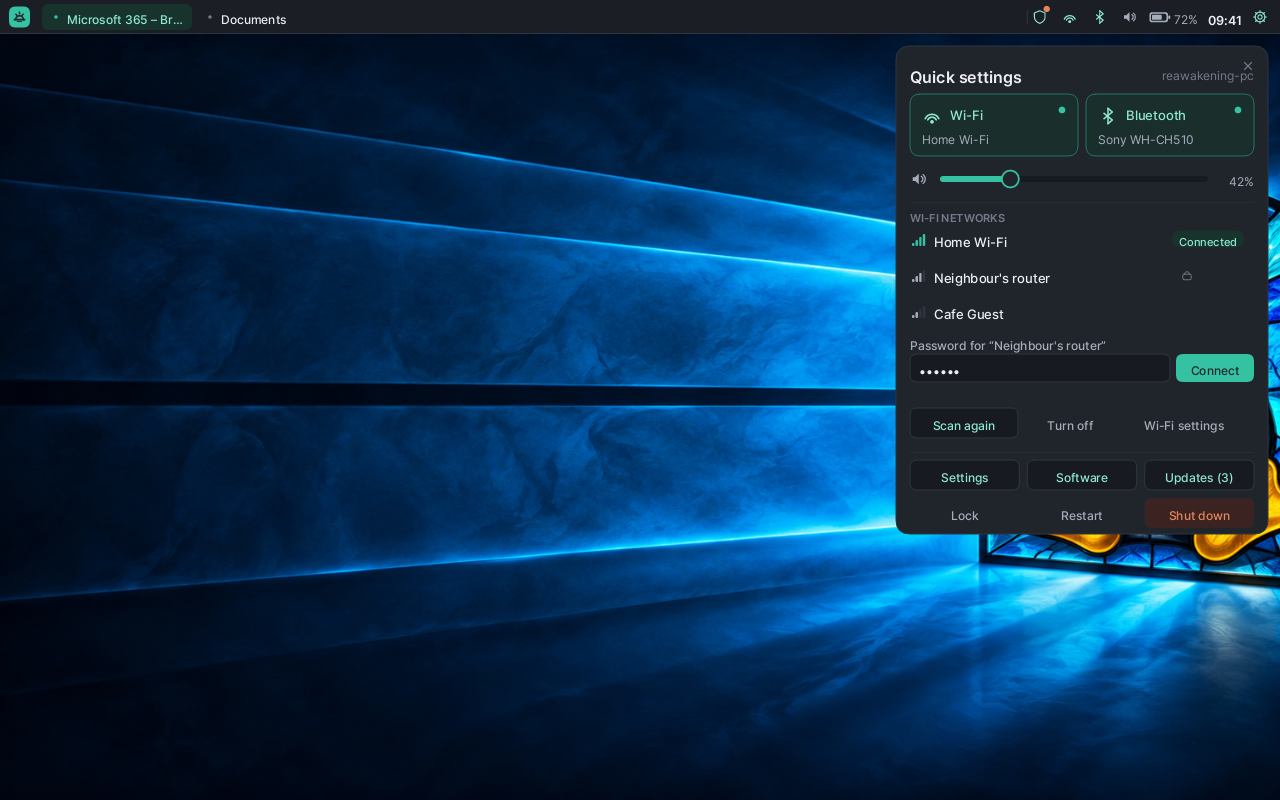 Microsoft 365 – Br... Documents 72% 09:41
Quick settings reawakening-pc
Wi-Fi Bluetooth
Home Wi-Fi Sony WH-CH510
42%
WI-FI NETWORKS
Home Wi-Fi Connected
Neighbour's router
Cafe Guest
Password for “Neighbour's router”
••••••
Connect
Scan again Turn off Wi-Fi settings
Settings Software Updates (3)
Lock Restart Shut down